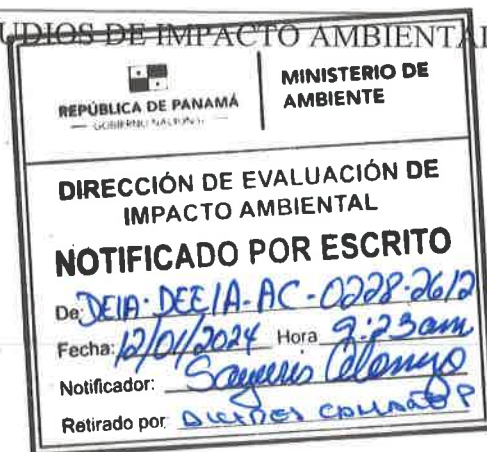 UDIOS DE IMPACTO AMBIENTAL
REPÚBLICA DE PANAMÁ
— GOBIERNO NACIONAL —
MINISTERIO DE
AMBIENTE
DIRECCIÓN DE EVALUACIÓN DE
IMPACTO AMBIENTAL
NOTIFICADO POR ESCRITO
De: DEIA-DEEIA-AC-0228-2612
Fecha: 12/01/2024 Hora 9:23am
Notificador: Sayuris
Retirado por